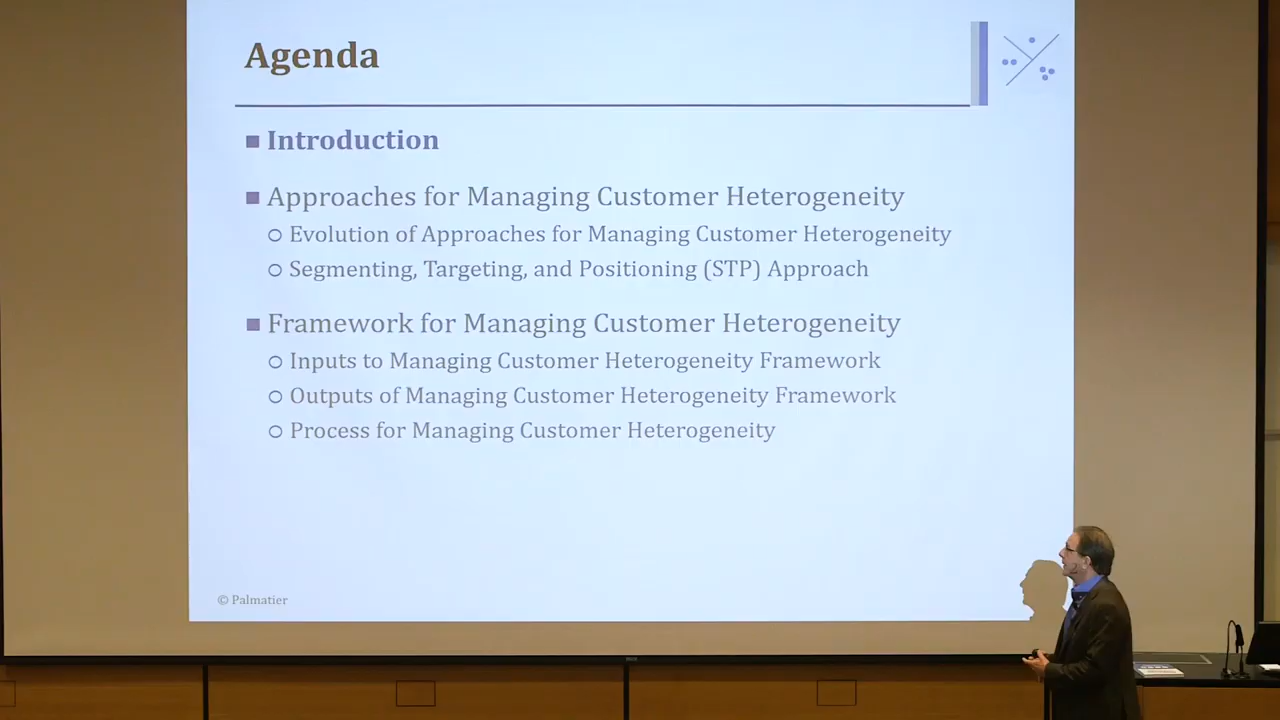 Agenda
Introduction
Approaches for Managing Customer Heterogeneity
Evolution of Approaches for Managing Customer Heterogeneity
Segmenting, Targeting, and Positioning (STP) Approach
Framework for Managing Customer Heterogeneity
Inputs to Managing Customer Heterogeneity Framework
Outputs of Managing Customer Heterogeneity Framework
Process for Managing Customer Heterogeneity
© Palmatier